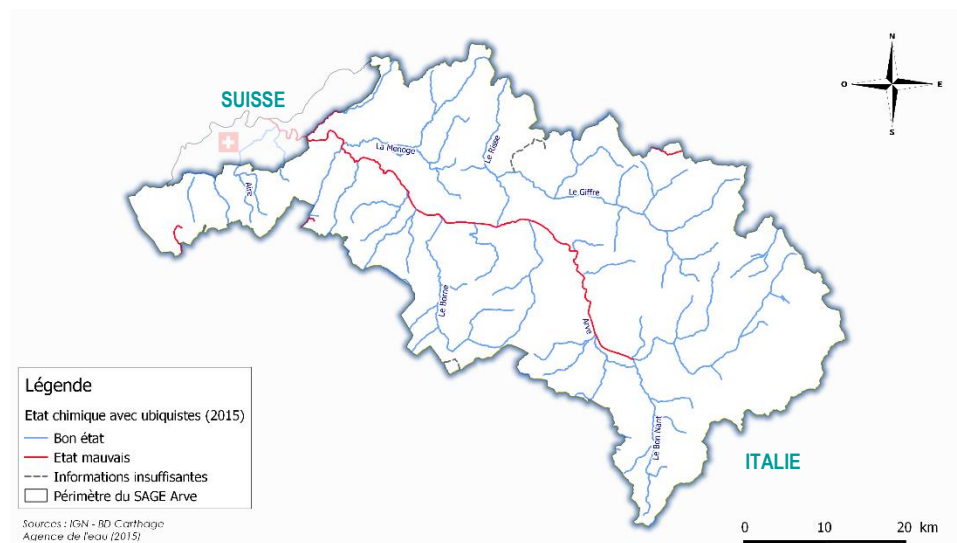 N
O
E
S
SUISSE
La Menoge
Le Risse
Aire
Le Giffre
Le Borne
Arve
Le Bon Nant
ITALIE
Légende
Etat chimique avec ubiquistes (2015)
Bon état
Etat mauvais
Informations insuffisantes
Périmètre du SAGE Arve
Sources : IGN - BD Carthage
Agence de l'eau (2015)
0 10 20 km